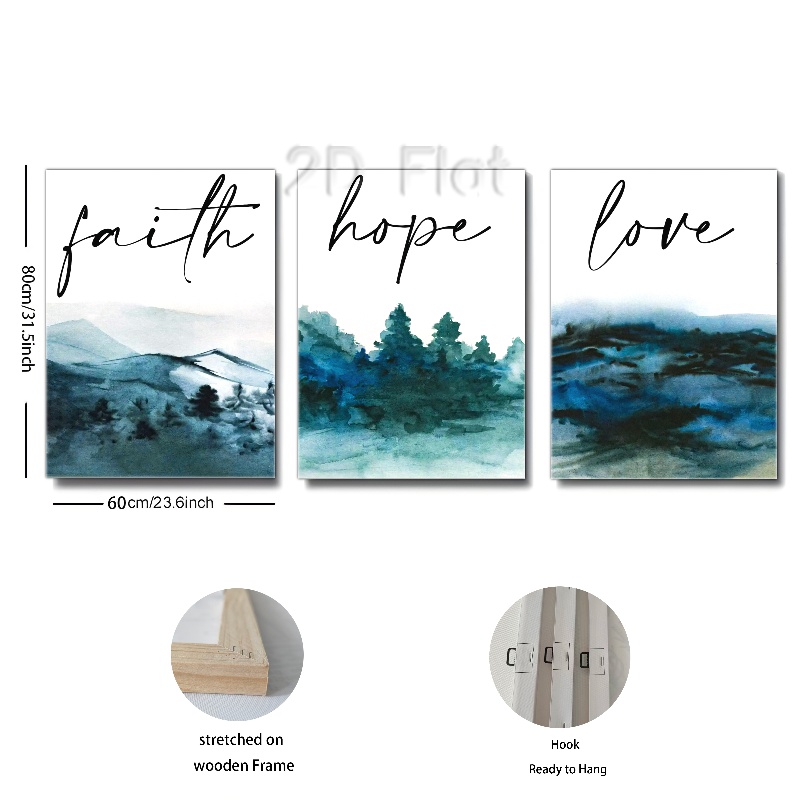 2D Flat
faith
hope
love
80cm/31.5inch
60cm/23.6inch
stretched on
wooden Frame
Hook
Ready to Hang